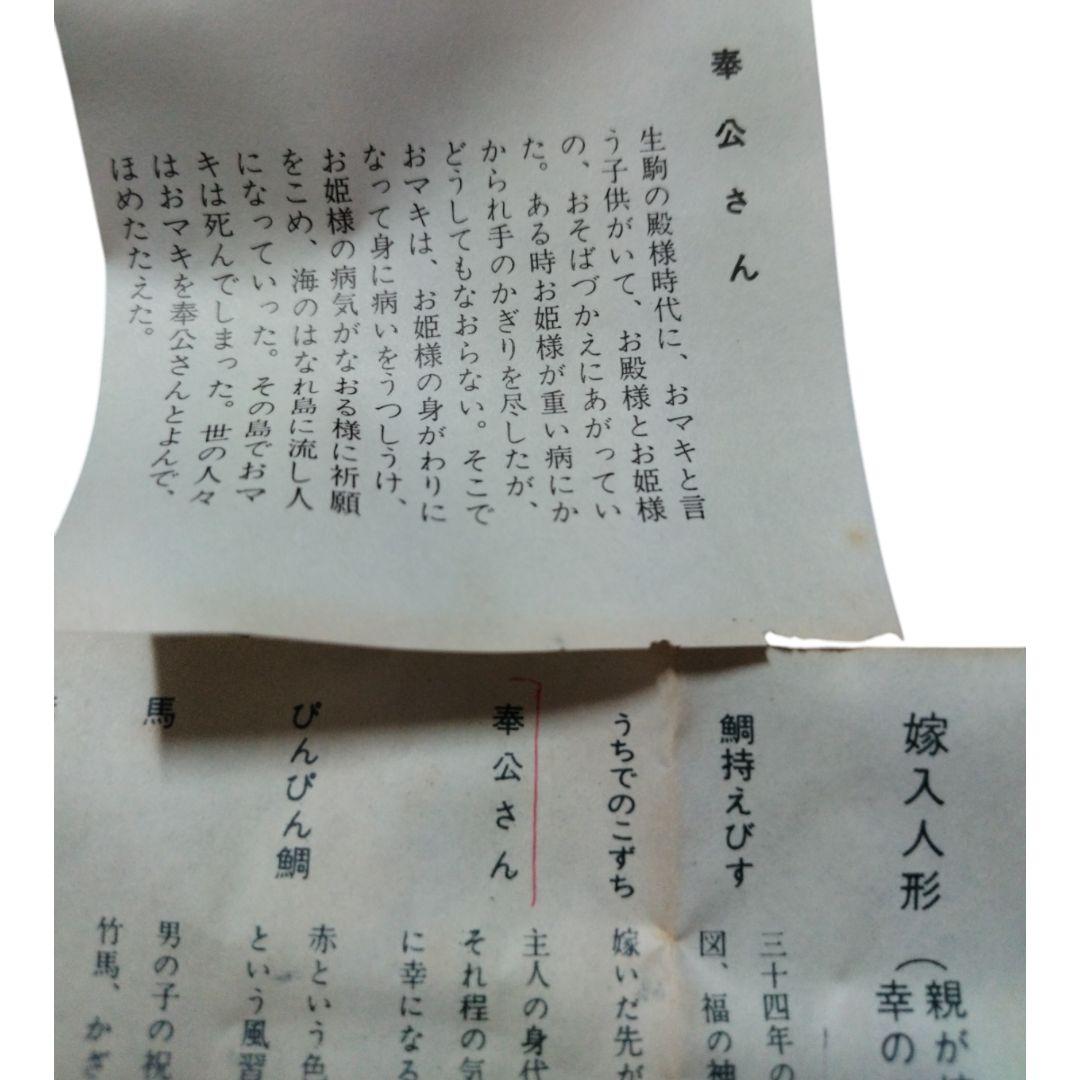 奉公さん
生駒の殿様時代に、おマキと言
う子供がいて、お殿様とお姫様
の、おそばづかえにあがってい
た。ある時お姫様が重い病にか
かられ手のかぎりを尽したが、
どうしてもなおらない。そこで
おマキは、お姫様の身がわりに
なって身に病いをうつしうけ、
お姫様の病気がなおる様に祈願
をこめ、海のはなれ島に流し人
になっていった。その島でおマ
キは死んでしまった。世の人々
はおマキを奉公さんとよんで、
ほめたたえた。
嫁入人形（親が
幸の
鯛持えびす
三十四年の
図、福の神
うちでのこずち
嫁いだ先が
奉公さん
主人の身代
それ程の気
に幸になる
ぴんぴん鯛
赤という色
という風習
馬
男の子の祝
竹馬、かぎ